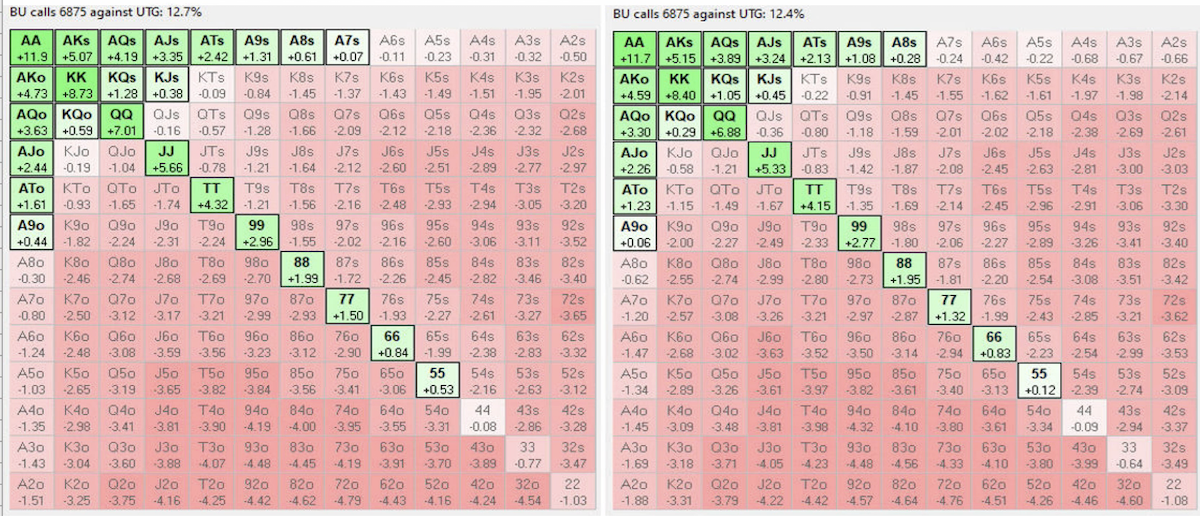 BU calls 6875 against UTG: 12.7%
AA AKs AQs AJs ATs A9s A8s A7s A6s A5s A4s A3s A2s
+11.9 +5.07 +4.19 +3.35 +2.42 +1.31 +0.61 +0.07 -0.11 -0.23 -0.31 -0.32 -0.50
AKo KK KQs KJs KTs K9s K8s K7s K6s K5s K4s K3s K2s
+4.73 +8.73 +1.28 +0.38 -0.09 -0.84 -1.45 -1.37 -1.43 -1.49 -1.51 -1.95 -2.01
AQo KQo QQ QJs QTs Q9s Q8s Q7s Q6s Q5s Q4s Q3s Q2s
+3.63 +0.59 +7.01 -0.16 -0.57 -1.28 -1.66 -2.09 -2.12 -2.18 -2.36 -2.32 -2.68
AJo KJo QJo JJ JTs J9s J8s J7s J6s J5s J4s J3s J2s
+2.44 -0.19 -1.04 +5.66 -0.78 -1.21 -1.64 -2.12 -2.60 -2.51 -2.89 -2.77 -2.97
ATo KTo QTo JTo TT T9s T8s T7s T6s T5s T4s T3s T2s
+1.61 -0.93 -1.65 -1.74 +4.32 -1.21 -1.56 -2.16 -2.48 -2.93 -2.94 -3.05 -3.20
A9o K9o Q9o J9o T9o 99 98s 97s 96s 95s 94s 93s 92s
+0.44 -1.82 -2.24 -2.31 -2.24 +2.96 -1.55 -2.02 -2.16 -2.60 -3.06 -3.11 -3.52
A8o K8o Q8o J8o T8o 98o 88 87s 86s 85s 84s 83s 82s
-0.30 -2.46 -2.74 -2.68 -2.69 -2.70 +1.99 -1.72 -2.26 -2.45 -2.82 -3.46 -3.40
A7o K7o Q7o J7o T7o 97o 87o 77 76s 75s 74s 73s 72s
-0.80 -2.50 -3.12 -3.17 -3.21 -2.99 -2.93 +1.50 -1.93 -2.27 -2.61 -3.27 -3.65
A6o K6o Q6o J6o T6o 96o 86o 76o 66 65s 64s 63s 62s
-1.24 -2.48 -3.08 -3.59 -3.56 -3.23 -3.12 -2.90 +0.84 -1.99 -2.38 -2.83 -3.32
A5o K5o Q5o J5o T5o 95o 85o 75o 65o 55 54s 53s 52s
-1.03 -2.65 -3.19 -3.65 -3.82 -3.84 -3.56 -3.41 -3.06 +0.53 -2.16 -2.63 -3.12
A4o K4o Q4o J4o T4o 94o 84o 74o 64o 54o 44 43s 42s
-1.35 -2.98 -3.41 -3.81 -3.90 -4.19 -4.00 -3.95 -3.55 -3.31 -0.08 -2.86 -3.38
A3o K3o Q3o J3o T3o 93o 83o 73o 63o 53o 43o 33 32s
-1.43 -3.04 -3.60 -3.88 -4.07 -4.48 -4.45 -4.19 -3.91 -3.70 -3.89 -0.77 -3.47
A2o K2o Q2o J2o T2o 92o 82o 72o 62o 52o 42o 32o 22
-1.51 -3.25 -3.75 -4.16 -4.25 -4.42 -4.62 -4.79 -4.43 -4.16 -4.24 -4.54 -1.03
BU calls 6875 against UTG: 12.4%
AA AKs AQs AJs ATs A9s A8s A7s A6s A5s A4s A3s A2s
+11.7 +5.15 +3.89 +3.24 +2.13 +1.08 +0.28 -0.24 -0.42 -0.22 -0.68 -0.67 -0.66
AKo KK KQs KJs KTs K9s K8s K7s K6s K5s K4s K3s K2s
+4.59 +8.40 +1.05 +0.45 -0.22 -0.91 -1.45 -1.55 -1.62 -1.61 -1.97 -1.98 -2.14
AQo KQo QQ QJs QTs Q9s Q8s Q7s Q6s Q5s Q4s Q3s Q2s
+3.30 +0.29 +6.88 -0.36 -0.80 -1.18 -1.59 -2.01 -2.02 -2.18 -2.38 -2.69 -2.61
AJo KJo QJo JJ JTs J9s J8s J7s J6s J5s J4s J3s J2s
+2.26 -0.58 -1.21 +5.33 -0.83 -1.42 -1.87 -2.08 -2.45 -2.63 -2.81 -3.00 -3.03
ATo KTo QTo JTo TT T9s T8s T7s T6s T5s T4s T3s T2s
+1.23 -1.15 -1.49 -1.67 +4.15 -1.35 -1.69 -2.14 -2.45 -2.96 -2.91 -3.06 -3.30
A9o K9o Q9o J9o T9o 99 98s 97s 96s 95s 94s 93s 92s
+0.06 -2.00 -2.27 -2.49 -2.33 +2.77 -1.80 -2.06 -2.27 -2.89 -3.26 -3.41 -3.40
A8o K8o Q8o J8o T8o 98o 88 87s 86s 85s 84s 83s 82s
-0.62 -2.55 -2.74 -2.99 -2.80 -2.73 +1.95 -1.81 -2.20 -2.54 -3.08 -3.51 -3.42
A7o K7o Q7o J7o T7o 97o 87o 77 76s 75s 74s 73s 72s
-1.20 -2.57 -3.08 -3.26 -3.21 -2.97 -2.87 +1.32 -1.99 -2.43 -2.85 -3.21 -3.62
A6o K6o Q6o J6o T6o 96o 86o 76o 66 65s 64s 63s 62s
-1.47 -2.68 -3.02 -3.63 -3.52 -3.50 -3.14 -2.94 +0.83 -2.23 -2.54 -2.99 -3.53
A5o K5o Q5o J5o T5o 95o 85o 75o 65o 55 54s 53s 52s
-1.34 -2.89 -3.26 -3.61 -3.97 -3.82 -3.61 -3.40 -3.13 +0.12 -2.39 -2.74 -3.09
A4o K4o Q4o J4o T4o 94o 84o 74o 64o 54o 44 43s 42s
-1.45 -3.09 -3.48 -3.81 -3.98 -4.32 -4.10 -3.80 -3.61 -3.34 -0.09 -2.94 -3.37
A3o K3o Q3o J3o T3o 93o 83o 73o 63o 53o 43o 33 32s
-1.69 -3.18 -3.71 -4.05 -4.23 -4.48 -4.56 -4.33 -4.10 -3.80 -3.99 -0.64 -3.49
A2o K2o Q2o J2o T2o 92o 82o 72o 62o 52o 42o 32o 22
-1.88 -3.31 -3.79 -4.22 -4.42 -4.57 -4.64 -4.76 -4.51 -4.26 -4.46 -4.60 -1.08